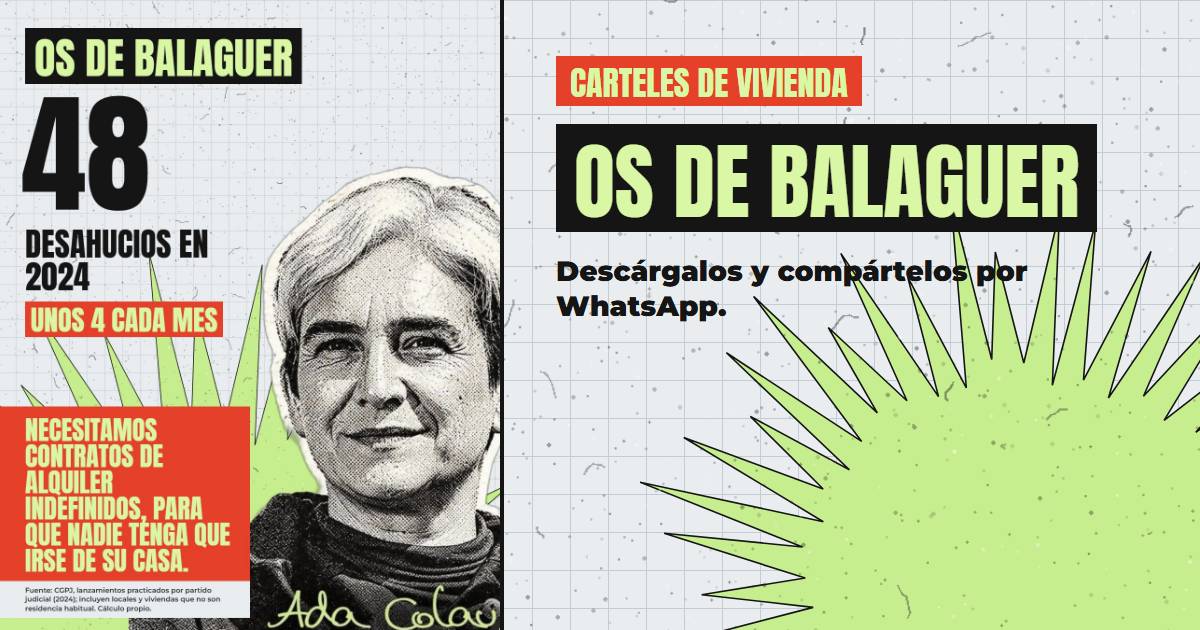 OS DE BALAGUER
48
DESAHUCIOS EN
2024
UNOS 4 CADA MES
NECESITAMOS
CONTRATOS DE
ALQUILER
INDEFINIDOS, PARA
QUE NADIE TENGA QUE
IRSE DE SU CASA.
Fuente: CGPJ, lanzamientos practicados por partido
judicial (2024); incluyen locales y viviendas que no son
residencia habitual. Cálculo propio.
Ada Colau
CARTELES DE VIVIENDA
OS DE BALAGUER
Descárgalos y compártelos por
WhatsApp.